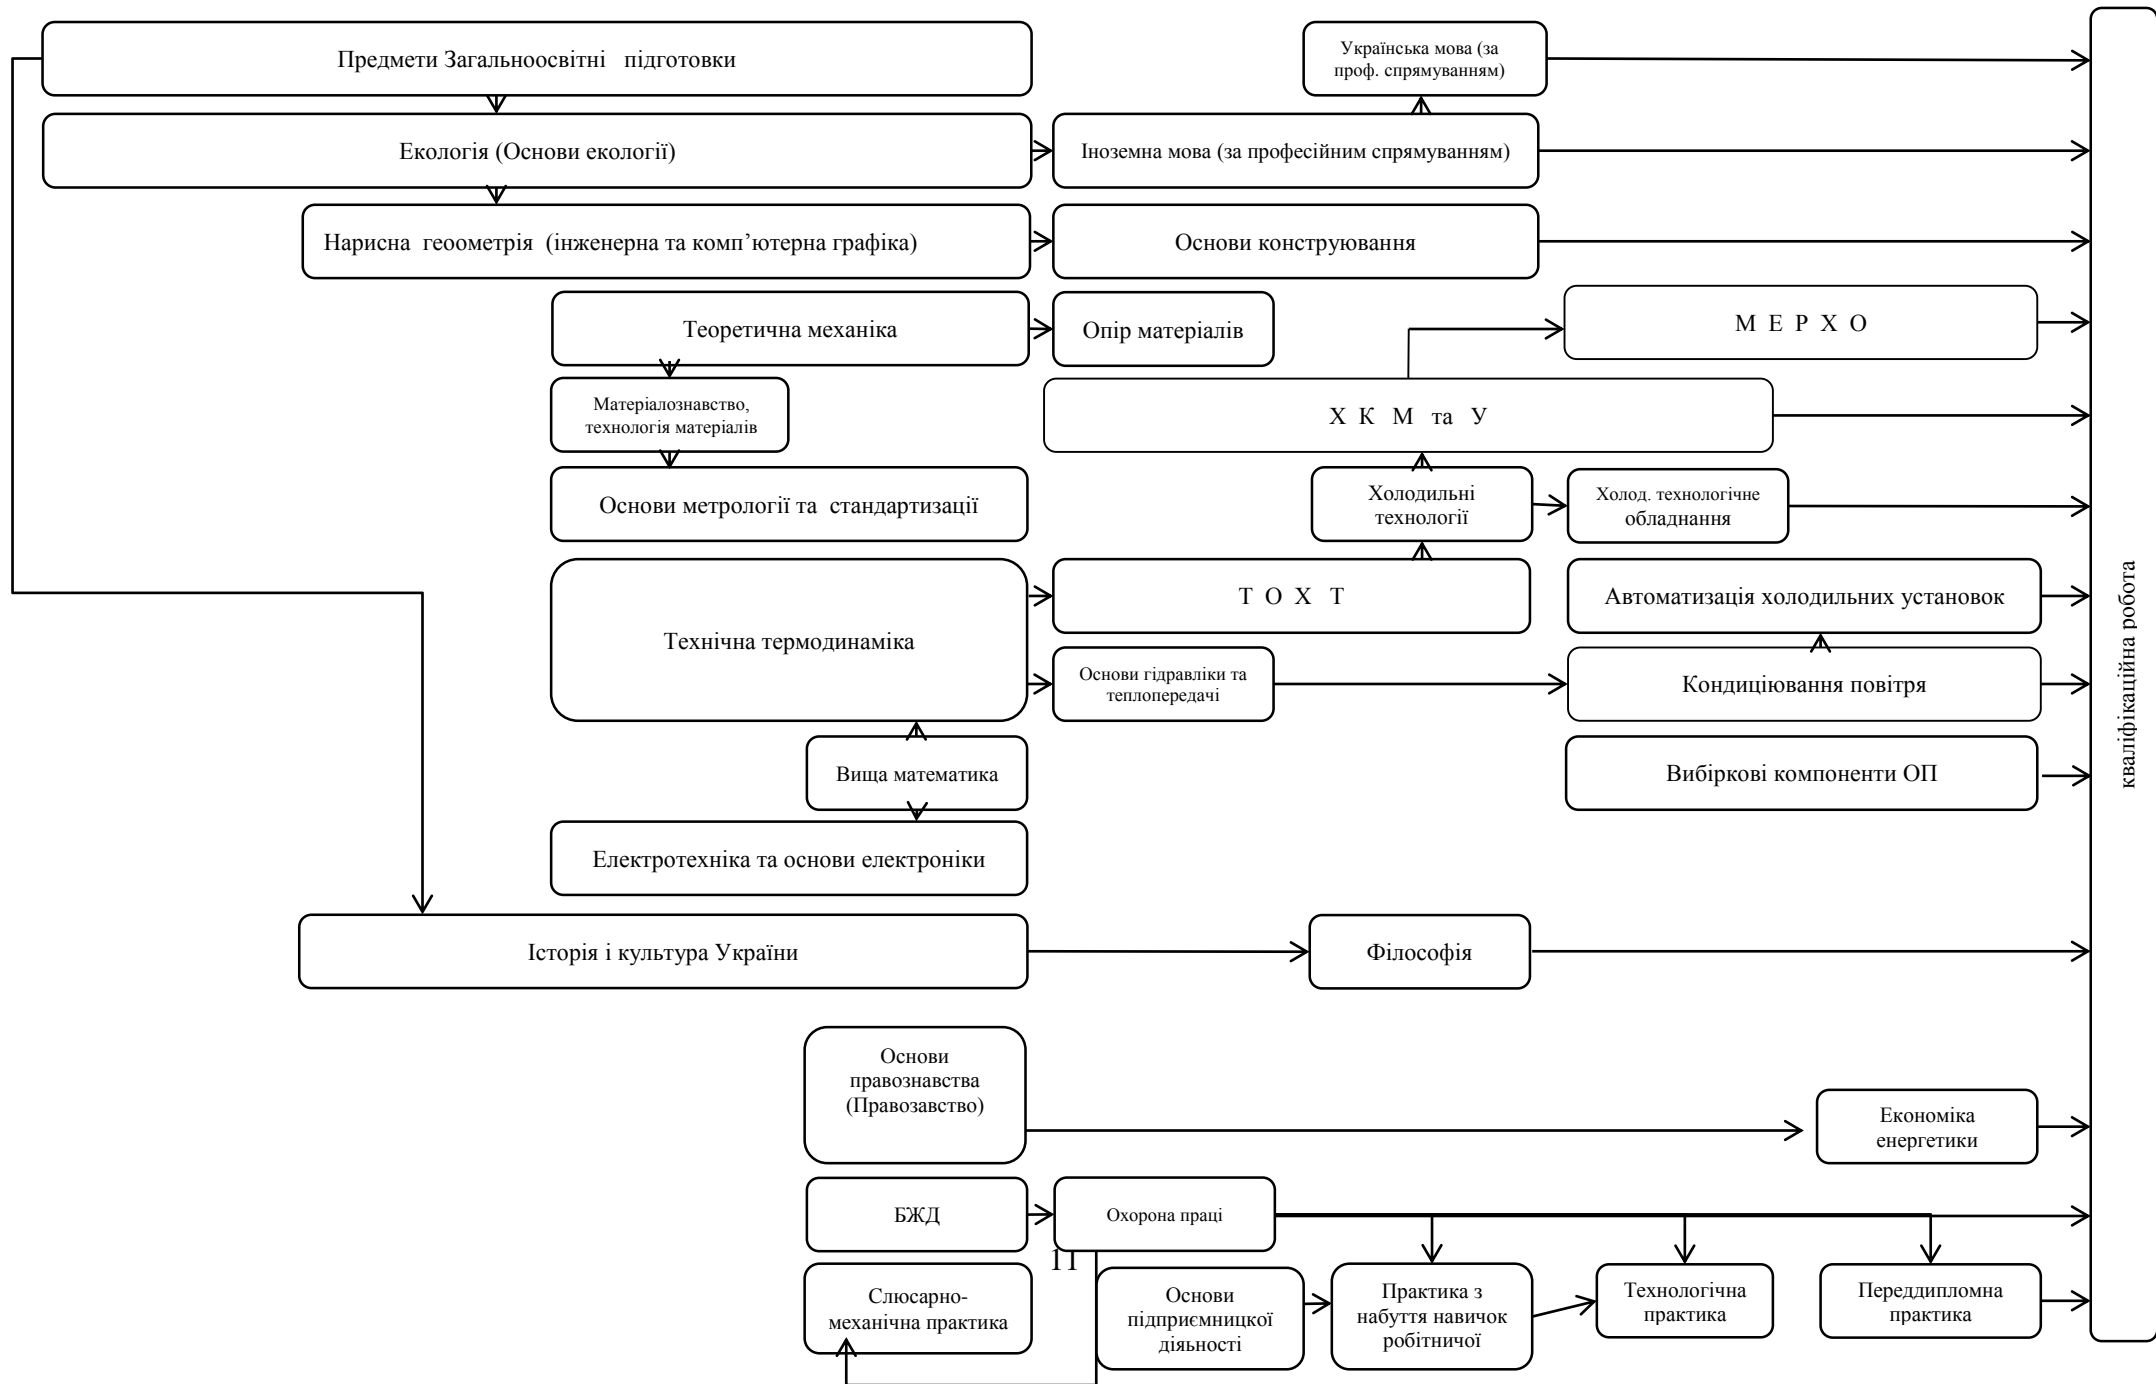 Предмети Загальноосвітні підготовки
Українська мова (за
проф. спрямуванням)
Екологія (Основи екології)
Іноземна мова (за професійним спрямуванням)
Нарисна геоометрія (інженерна та комп’ютерна графіка)
Основи конструювання
Теоретична механіка
Опір матеріалів
М Е Р Х О
Матеріалознавство,
технологія матеріалів
Х К М та У
Основи метрології та стандартизації
Холодильні
технології
Холод. технологічне
обладнання
Технічна термодинаміка
Т О Х Т
Автоматизація холодильних установок
Основи гідравліки та
теплопередачі
Кондиціювання повітря
Вища математика
Вибіркові компоненти ОП
Електротехніка та основи електроніки
Історія і культура України
Філософія
Основи
правознавства
(Правозавство)
Економіка
енергетики
БЖД
Охорона праці
11
Слюсарно-
механічна практика
Основи
підприємницкої
діяьності
Практика з
набуття навичок
робітничої
Технологічна
практика
Переддипломна
практика
кваліфікаційна робота